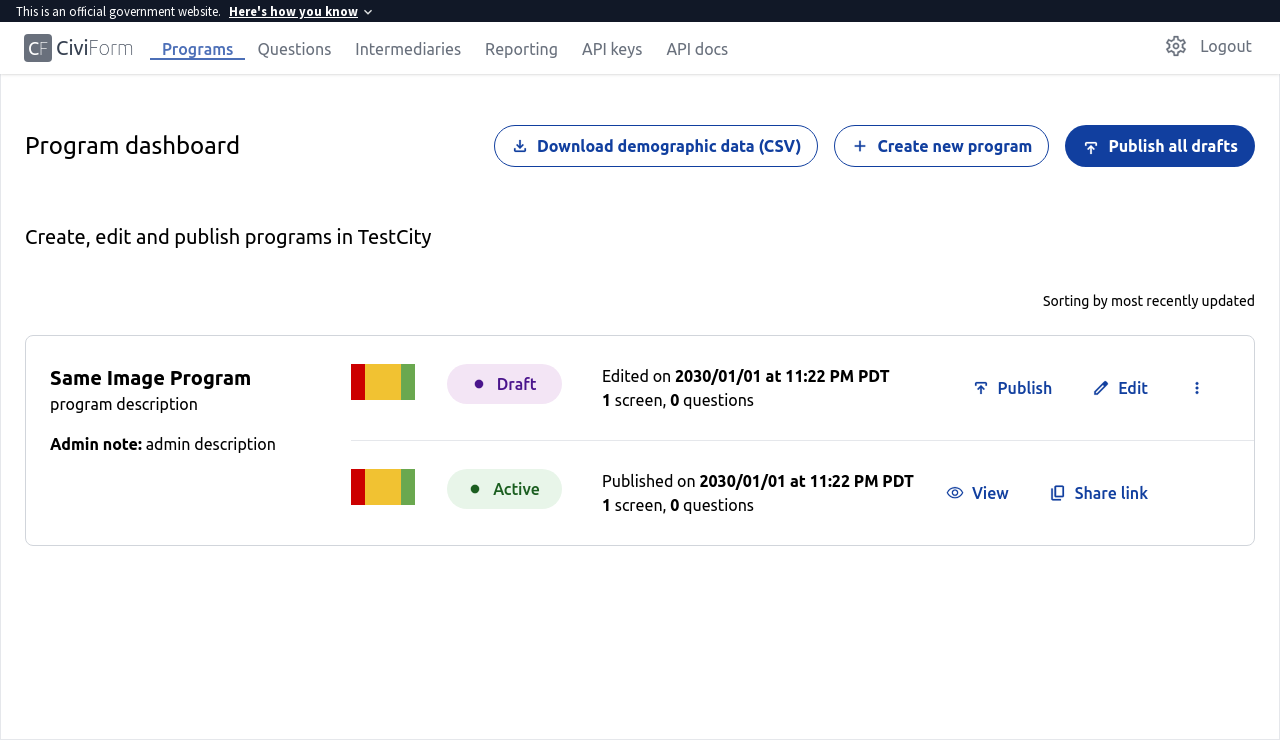 This is an official government website. Here's how you know
CF CiviForm Programs Questions Intermediaries Reporting API keys API docs Logout
Program dashboard Download demographic data (CSV) Create new program Publish all drafts
Create, edit and publish programs in TestCity
Sorting by most recently updated
Same Image Program
program description
Admin note: admin description
Draft
Edited on 2030/01/01 at 11:22 PM PDT
1 screen, 0 questions
Publish Edit
Active
Published on 2030/01/01 at 11:22 PM PDT
1 screen, 0 questions
View Share link